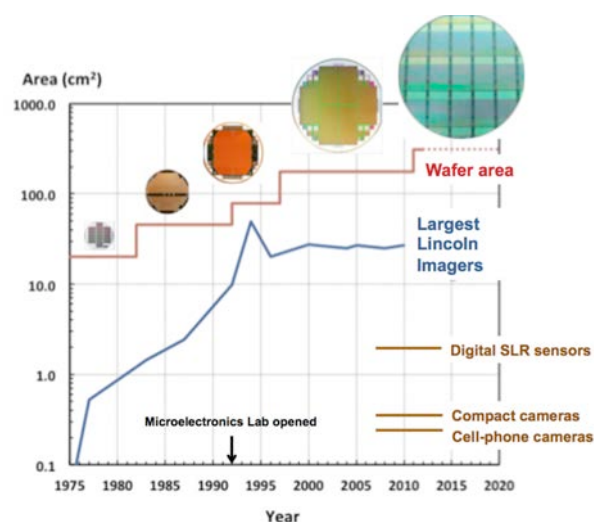 Area (cm²)
1000.0
100.0
10.0
1.0
0.1
Wafer area
Largest
Lincoln
Imagers
Digital SLR sensors
Compact cameras
Cell-phone cameras
Microelectronics Lab opened
1975 1980 1985 1990 1995 2000 2005 2010 2015 2020
Year